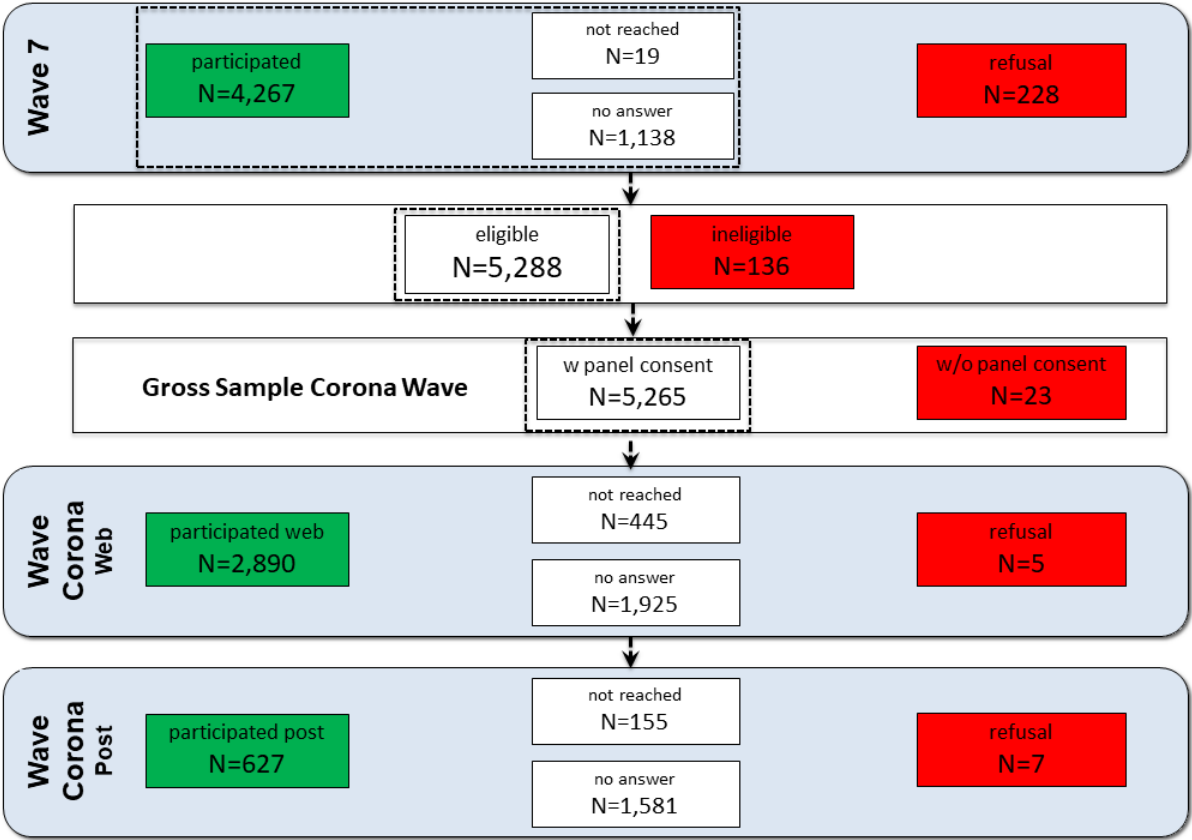 Wave 7
participated
N=4,267
not reached
N=19
no answer
N=1,138
refusal
N=228
eligible
N=5,288
ineligible
N=136
Gross Sample Corona Wave
w panel consent
N=5,265
w/o panel consent
N=23
Wave
Corona
Web
participated web
N=2,890
not reached
N=445
no answer
N=1,925
refusal
N=5
Wave
Corona
Post
participated post
N=627
not reached
N=155
no answer
N=1,581
refusal
N=7